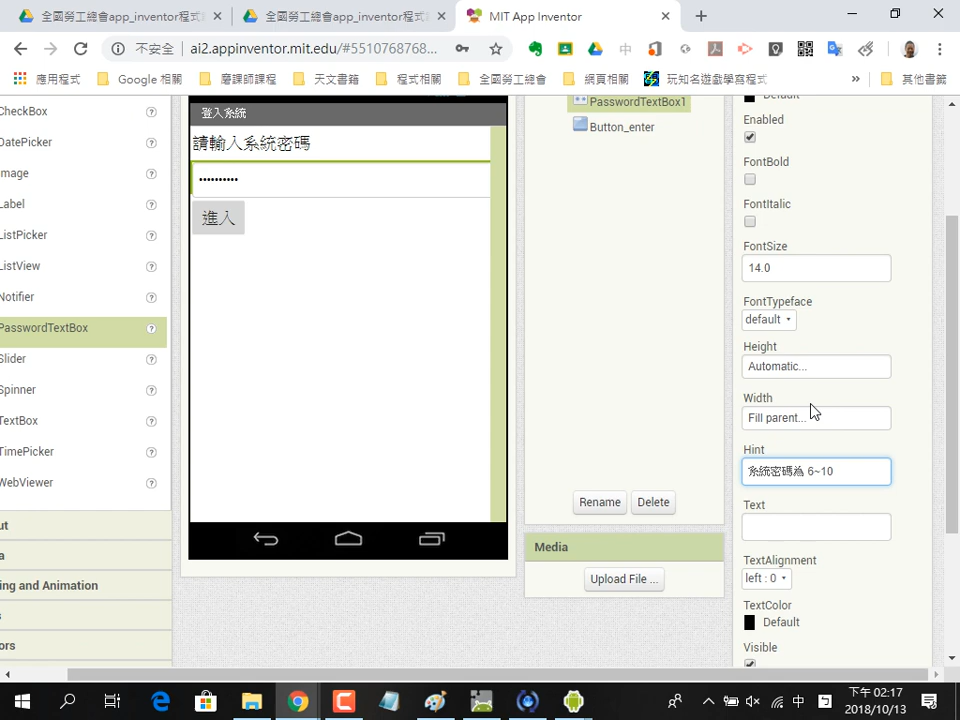 全國勞工總會app_inventor程式
全國勞工總會app_inventor程式
MIT App Inventor
不安全
ai2.appinventor.mit.edu/#5510768768...
應用程式
Google 相關
磨課師課程
天文書籍
程式相關
全國勞工總會
網頁相關
玩知名遊戲學寫程式
»
其他書籤
CheckBox
DatePicker
mage
Label
ListPicker
ListView
Notifier
PasswordTextBox
Slider
Spinner
TextBox
TimePicker
WebViewer
ut
a
ing and Animation
s
ors
登入系統
請輸入系統密碼
••••••••••
進入
PasswordTextBox1
Button_enter
Rename
Delete
Media
Upload File ...
Default
Enabled
FontBold
FontItalic
FontSize
14.0
FontTypeface
default
Height
Automatic...
Width
Fill parent...
Hint
系統密碼為 6~10
Text
TextAlignment
left : 0
TextColor
Default
Visible
中
下午 02:17
2018/10/13